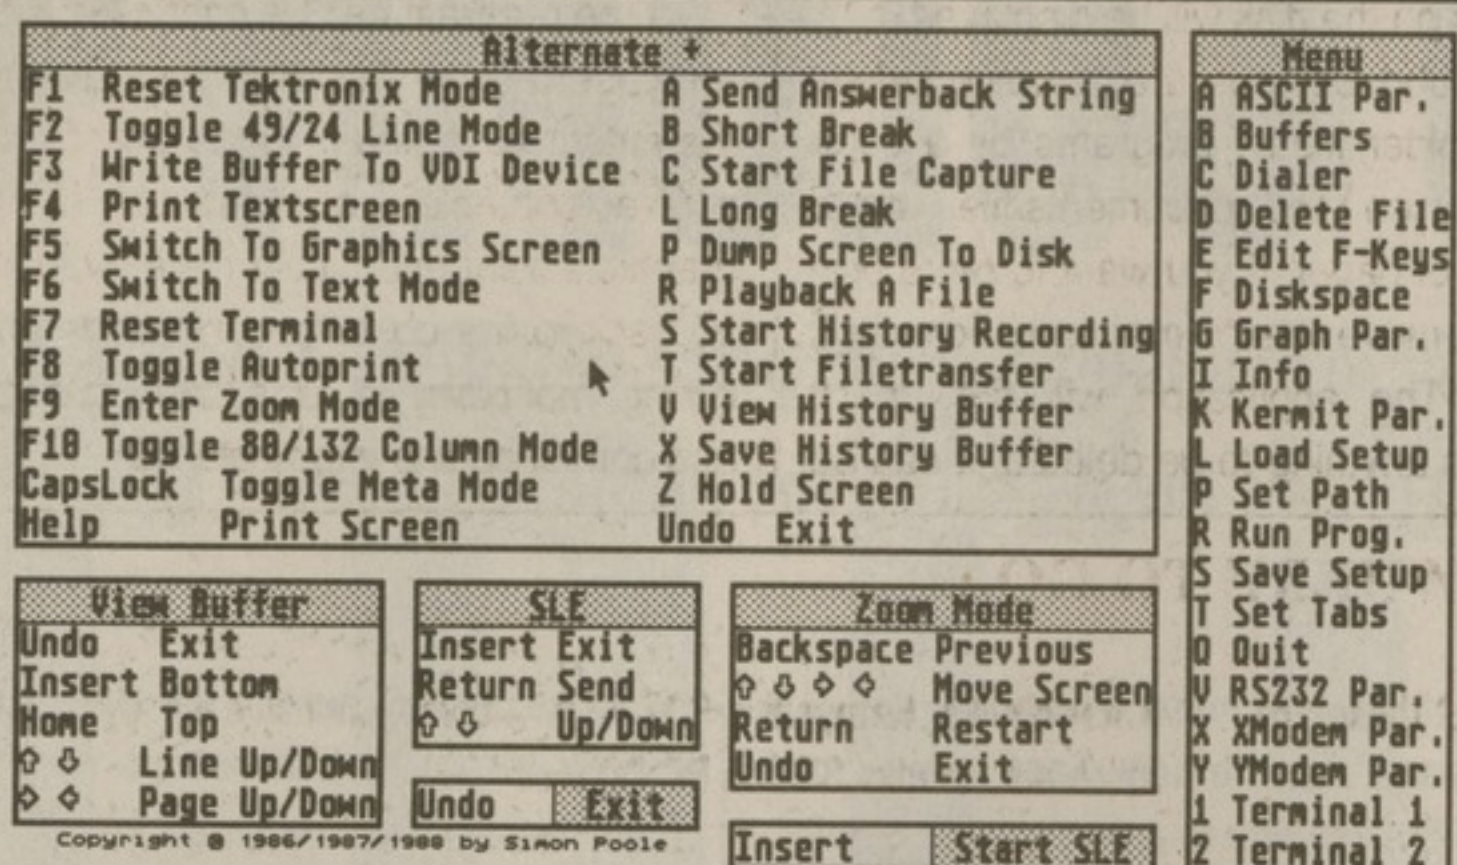 Alternate +
F1 Reset Tektronix Mode
F2 Toggle 49/24 Line Mode
F3 Write Buffer To VDI Device
F4 Print Textscreen
F5 Switch To Graphics Screen
F6 Switch To Text Mode
F7 Reset Terminal
F8 Toggle Autoprint
F9 Enter Zoom Mode
F10 Toggle 80/132 Column Mode
CapsLock Toggle Meta Mode
Help Print Screen
A Send Answerback String
B Short Break
C Start File Capture
L Long Break
P Dump Screen To Disk
R Playback A File
S Start History Recording
T Start Filetransfer
V View History Buffer
X Save History Buffer
Z Hold Screen
Undo Exit
Menu
A ASCII Par.
B Buffers
C Dialer
D Delete File
E Edit F-Keys
F Diskspace
G Graph Par.
I Info
K Kermit Par.
L Load Setup
P Set Path
R Run Prog.
S Save Setup
T Set Tabs
Q Quit
V RS232 Par.
X XModem Par.
Y YModem Par.
1 Terminal 1
2 Terminal 2
View Buffer
Undo Exit
Insert Bottom
Home Top
⇧ ⇩ Line Up/Down
⇨ ⇦ Page Up/Down
SLE
Insert Exit
Return Send
⇧ ⇩ Up/Down
Undo Exit
Zoom Mode
Backspace Previous
⇧ ⇩ ⇨ ⇦ Move Screen
Return Restart
Undo Exit
Insert Start SLE
Copyright © 1986/1987/1988 by Simon Poole